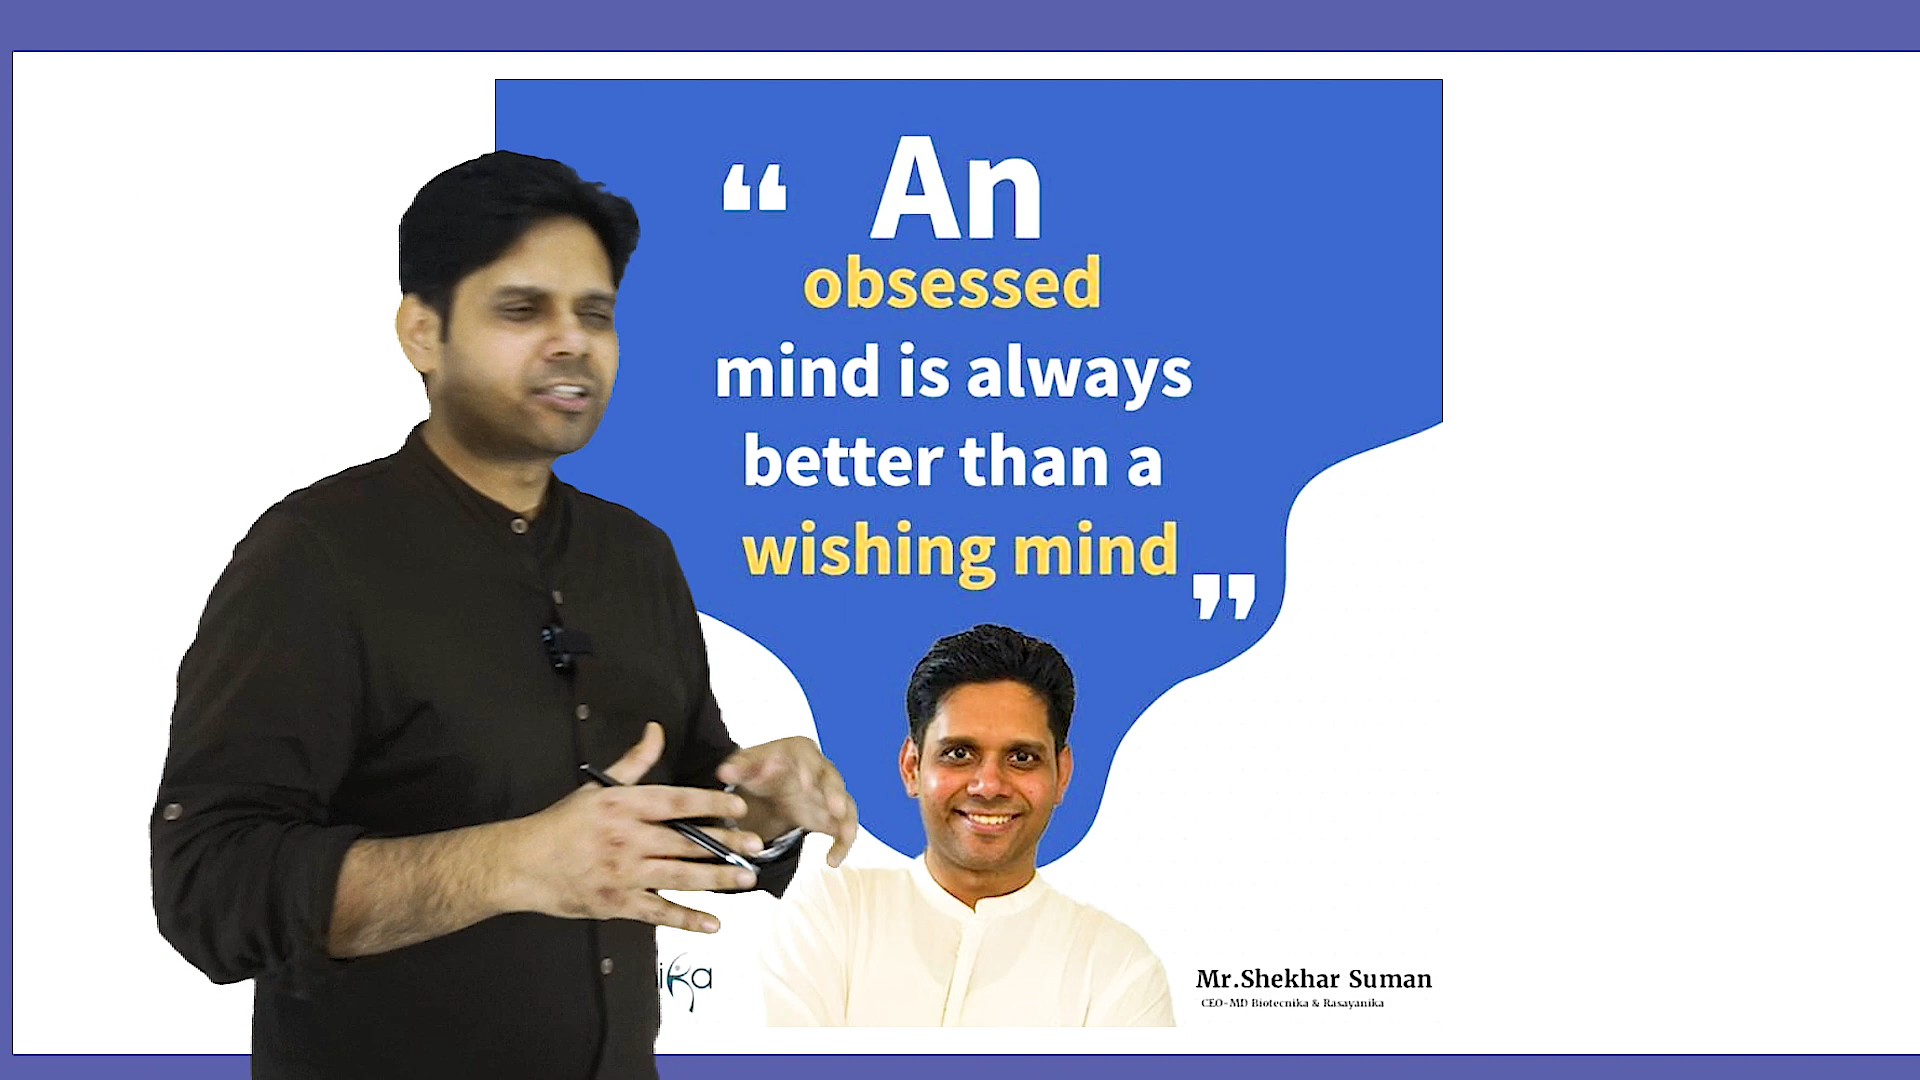 “ An
obsessed
mind is always
better than a
wishing mind ”
Mr.Shekhar Suman
CEO-MD Biotecnika & Rasayanika